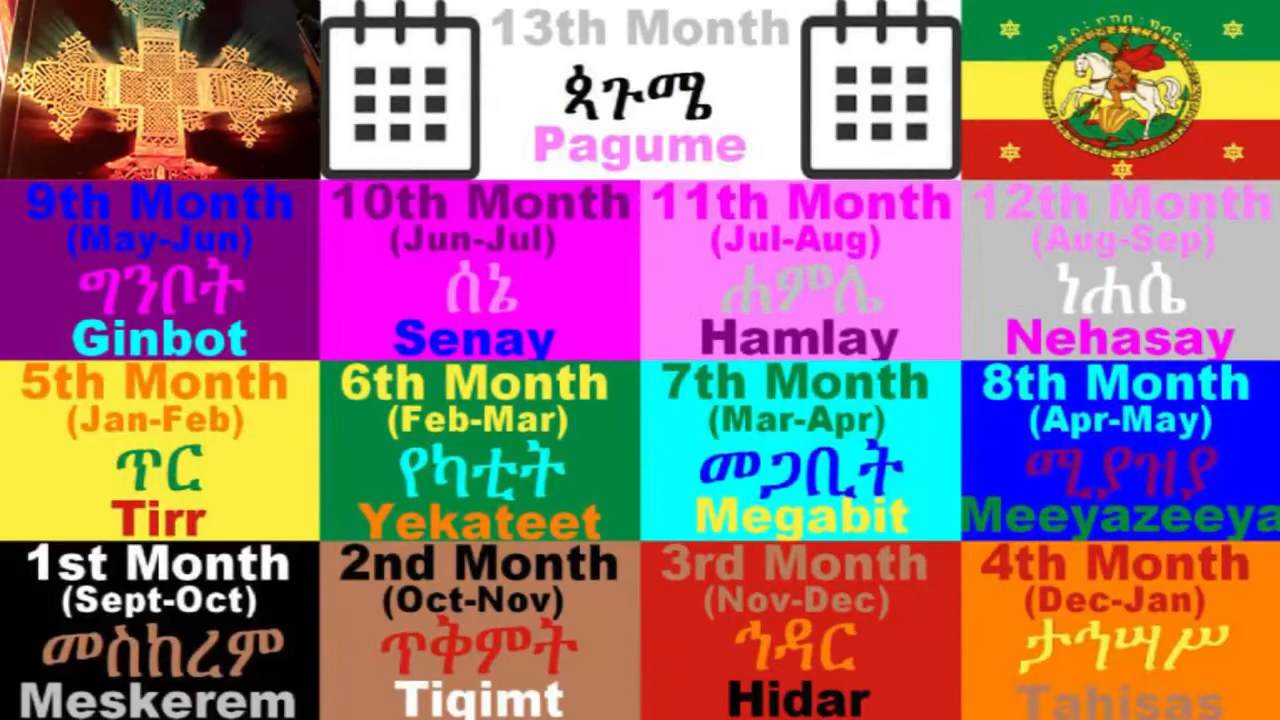 13th Month
ጳጉሜ
Pagume
9th Month
(May-Jun)
ግንቦት
Ginbot
10th Month
(Jun-Jul)
ሰኔ
Senay
11th Month
(Jul-Aug)
ሐምሌ
Hamlay
12th Month
(Aug-Sep)
ነሐሴ
Nehasay
5th Month
(Jan-Feb)
ጥር
Tirr
6th Month
(Feb-Mar)
የካቲት
Yekateet
7th Month
(Mar-Apr)
መጋቢት
Megabit
8th Month
(Apr-May)
ሚያዝያ
Meeyazeeya
1st Month
(Sept-Oct)
መስከረም
Meskerem
2nd Month
(Oct-Nov)
ጥቅምት
Tiqimt
3rd Month
(Nov-Dec)
ኅዳር
Hidar
4th Month
(Dec-Jan)
ታኅሣሥ
Tahisas